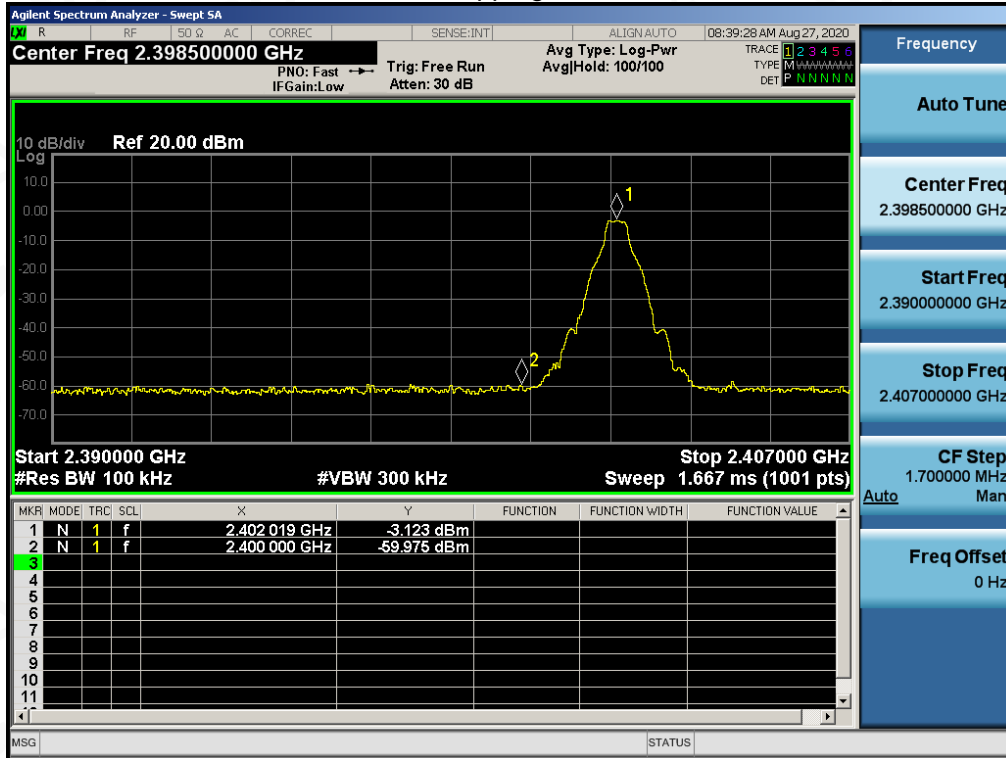 Agilent Spectrum Analyzer - Swept SA
LXI R RF 50 Ω AC CORREC SENSE:INT ALIGN AUTO 08:39:28 AM Aug 27, 2020
Center Freq 2.398500000 GHz
PNO: Fast
IFGain:Low
Trig: Free Run
Atten: 30 dB
Avg Type: Log-Pwr
Avg|Hold: 100/100
TRACE 1 2 3 4 5 6
TYPE M
DET P N N N N N
10 dB/div Ref 20.00 dBm
Log
10.0
0.00
-10.0
-20.0
-30.0
-40.0
-50.0
-60.0
-70.0
1
2
Start 2.390000 GHz Stop 2.407000 GHz
#Res BW 100 kHz #VBW 300 kHz Sweep 1.667 ms (1001 pts)
MKR MODE TRC SCL X Y FUNCTION FUNCTION WIDTH FUNCTION VALUE
1 N 1 f 2.402 019 GHz -3.123 dBm
2 N 1 f 2.400 000 GHz -59.975 dBm
3
4
5
6
7
8
9
10
11
MSG STATUS
Frequency
Auto Tune
Center Freq
2.398500000 GHz
Start Freq
2.390000000 GHz
Stop Freq
2.407000000 GHz
CF Step
1.700000 MHz
Auto Man
Freq Offset
0 Hz